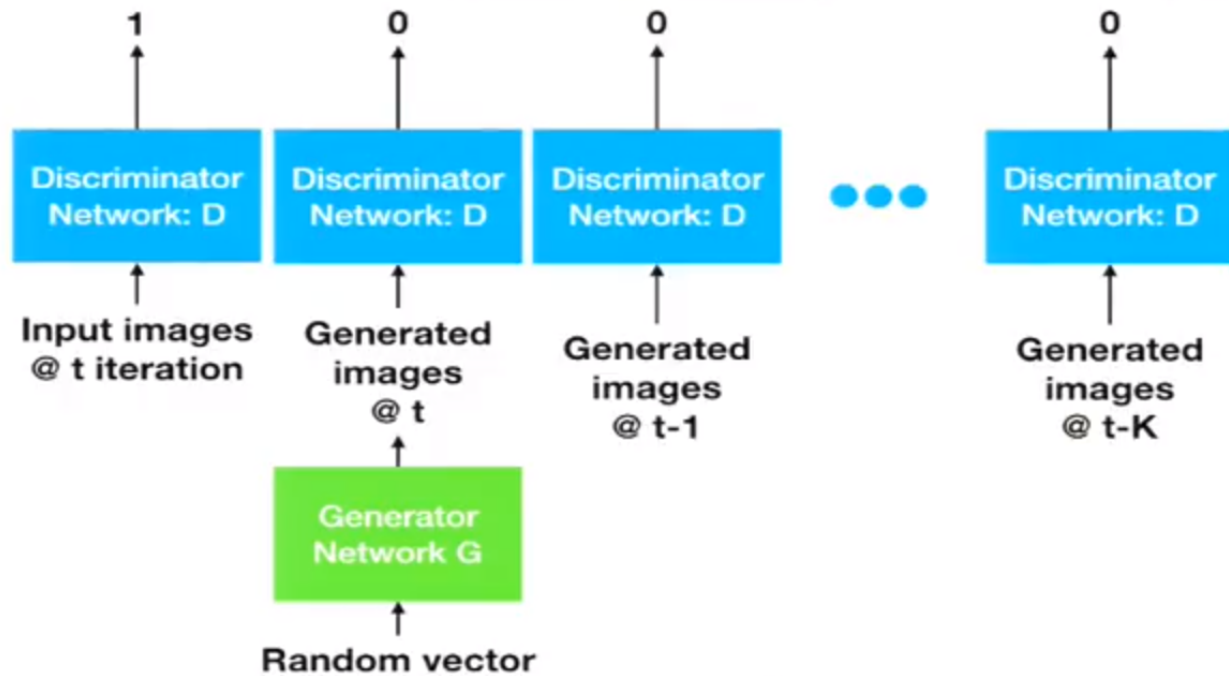 1
0
0
0
Discriminator
Network: D
Discriminator
Network: D
Discriminator
Network: D
Discriminator
Network: D
Input images
@ t iteration
Generated
images
@ t
Generated
images
@ t-1
Generated
images
@ t-K
Generator
Network G
Random vector